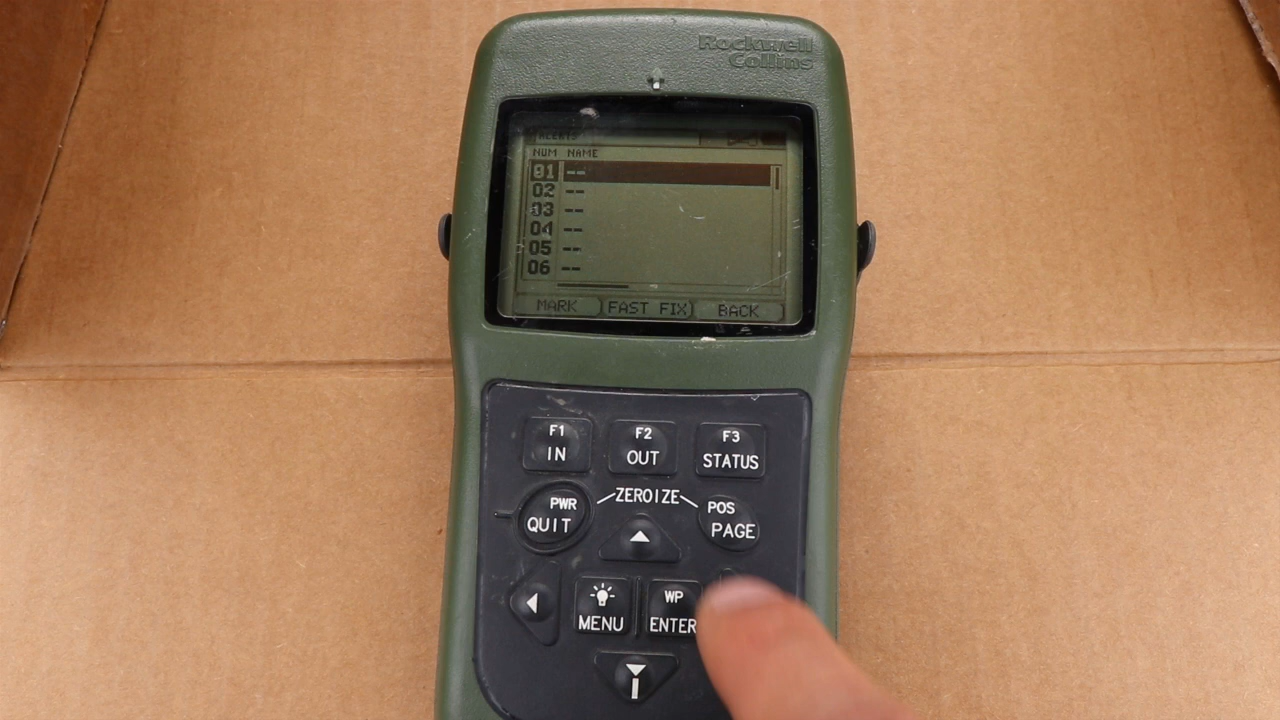 Rockwell
Collins
ALERTS
NUM NAME
01 --
02 --
03 --
04 --
05 --
06 --
MARK FAST FIX BACK
F1 F2 F3
IN OUT STATUS
ZEROIZE
PWR POS
QUIT PAGE
WP
MENU ENTER